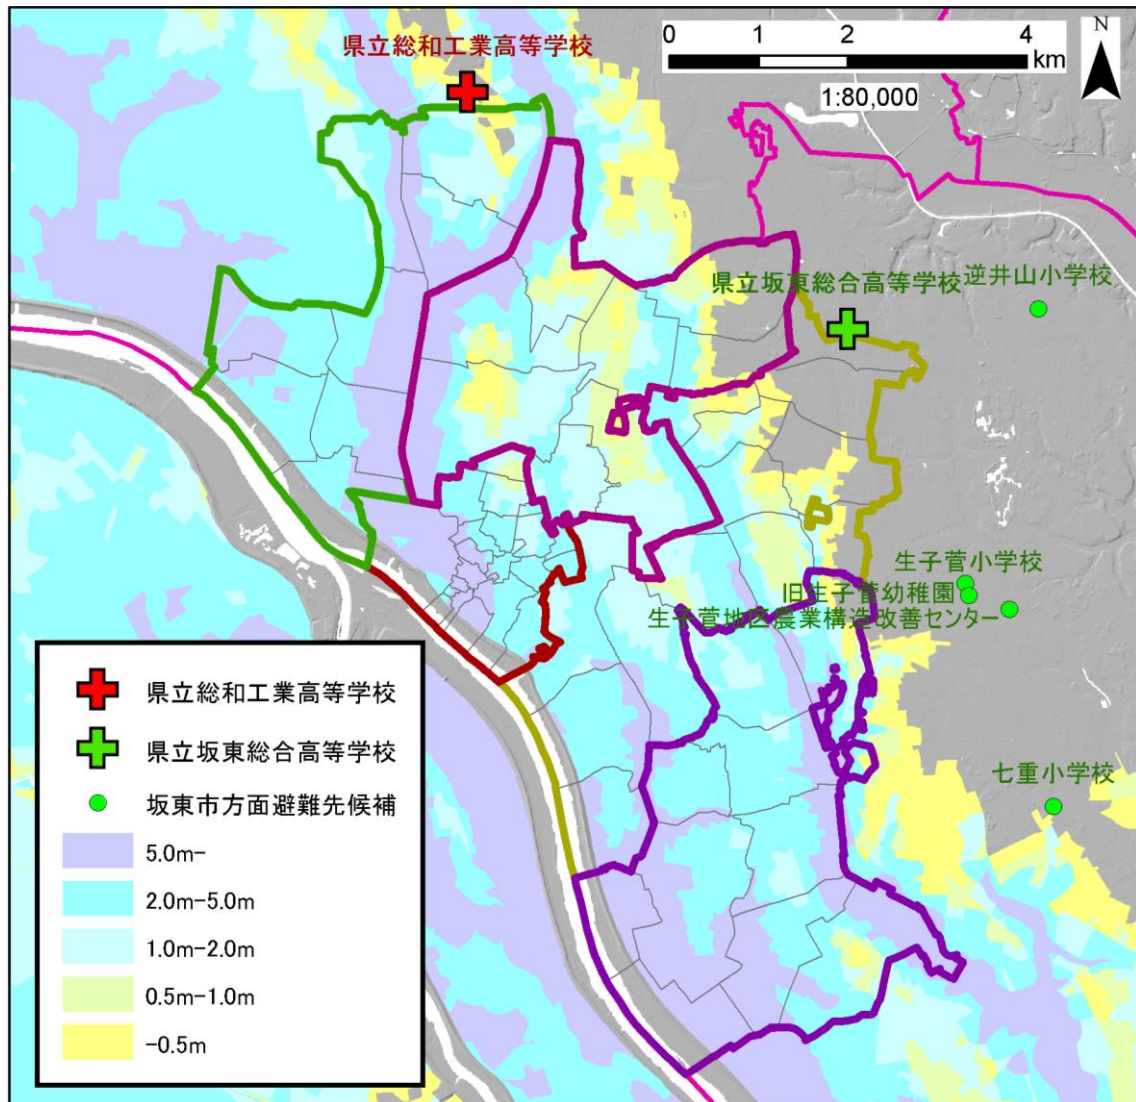 県立総和工業高等学校
0 1 2 4
km
1:80,000
N
県立坂東総合高等学校
逆井山小学校
生子菅小学校
旧生子菅幼稚園
生子菅地区農業構造改善センター
七重小学校
県立総和工業高等学校
県立坂東総合高等学校
坂東市方面避難先候補
5.0m-
2.0m-5.0m
1.0m-2.0m
0.5m-1.0m
-0.5m